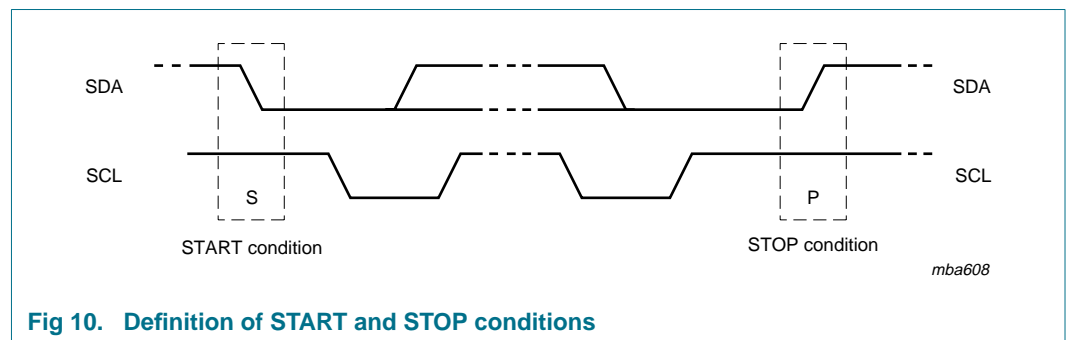 SDA SDA
SCL SCL
S P
START condition STOP condition
mba608
Fig 10. Definition of START and STOP conditions